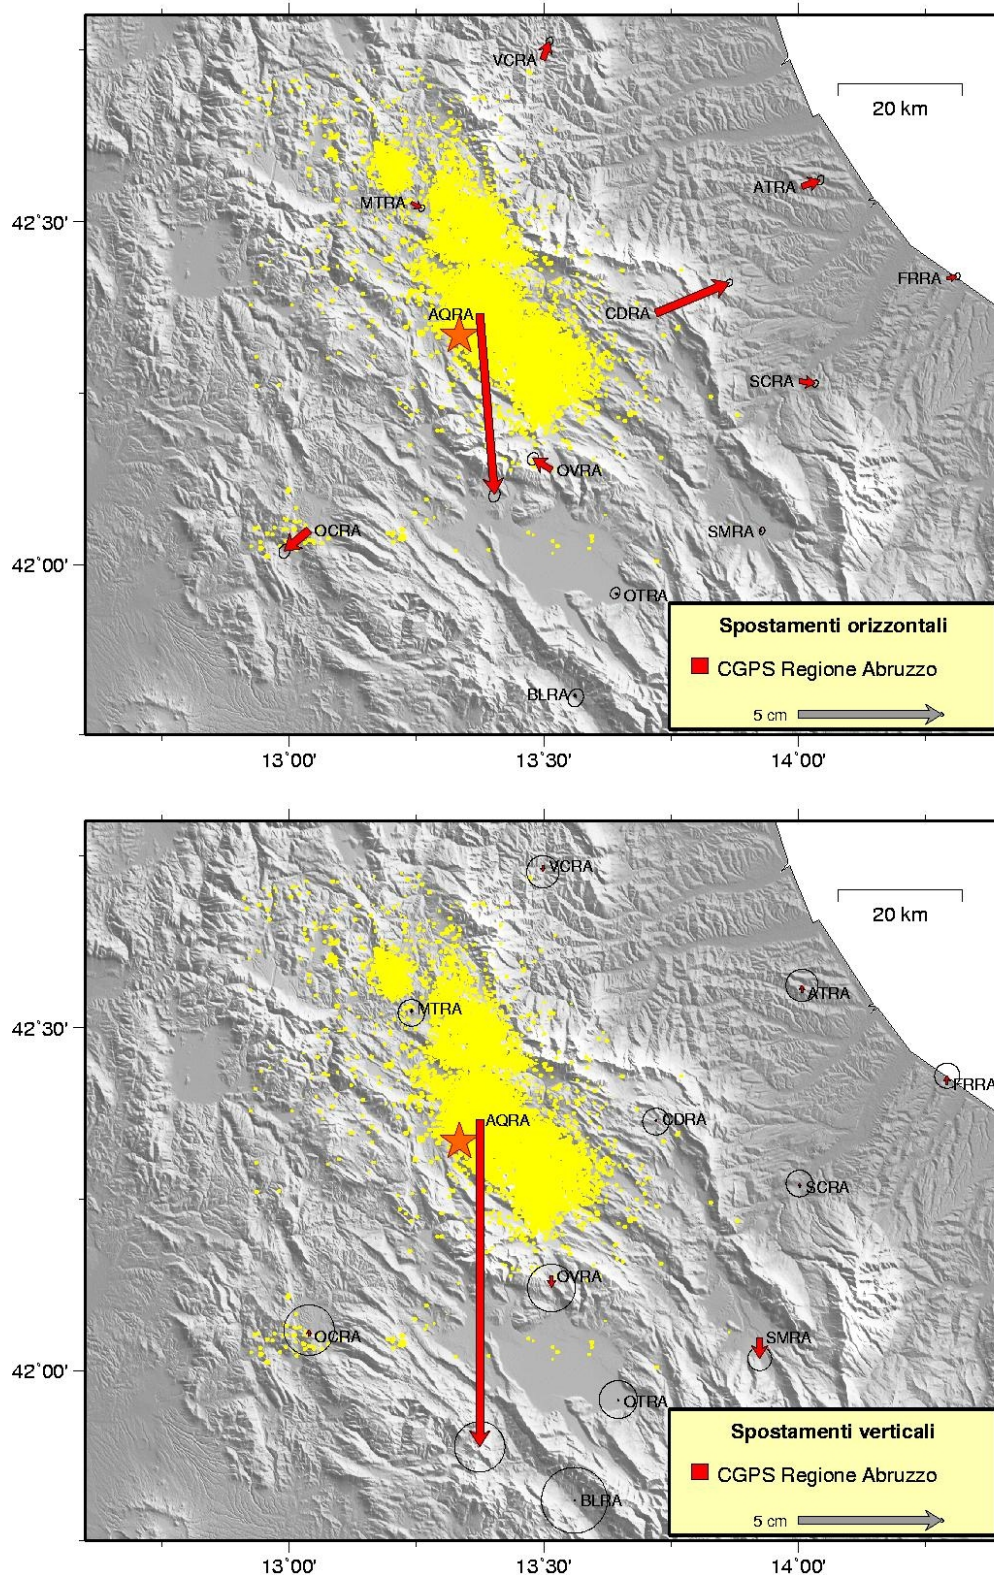 VCRA
20 km
ATRA
MTRA
42°30'
FRRA
CDRA
AQRA
SCRA
OVRA
SMRA
OCRA
42°00'
OTRA
Spostamenti orizzontali
CGPS Regione Abruzzo
BLRA
5 cm
13°00'
13°30'
14°00'
VCRA
20 km
ATRA
MTRA
42°30'
FRRA
AQRA
CDRA
SCRA
OVRA
OCRA
SMRA
42°00'
OTRA
Spostamenti verticali
CGPS Regione Abruzzo
BLRA
5 cm
13°00'
13°30'
14°00'